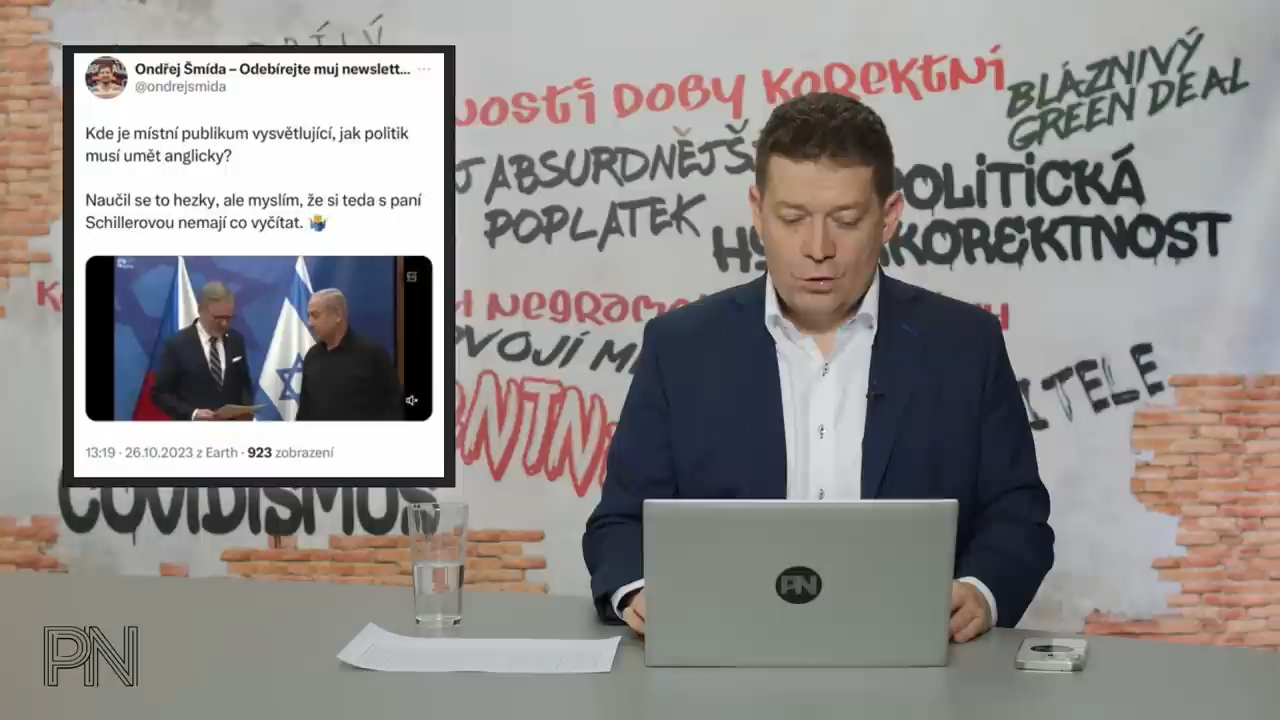 Ondřej Šmída – Odebírejte muj newslett...
@ondrejsmida
Kde je místní publikum vysvětlující, jak politik
musí umět anglicky?
Naučil se to hezky, ale myslím, že si teda s paní
Schillerovou nemají co vyčítat.
13:19 · 26.10.2023 z Earth · 923 zobrazení
DOBY KOREKTNÍ
BLÁZNIVÝ
GREEN DEAL
ABSURDNĚJŠ
POPLATEK
POLITICKÁ
KOREKTNOST
COVIDISMUS
PN
PN